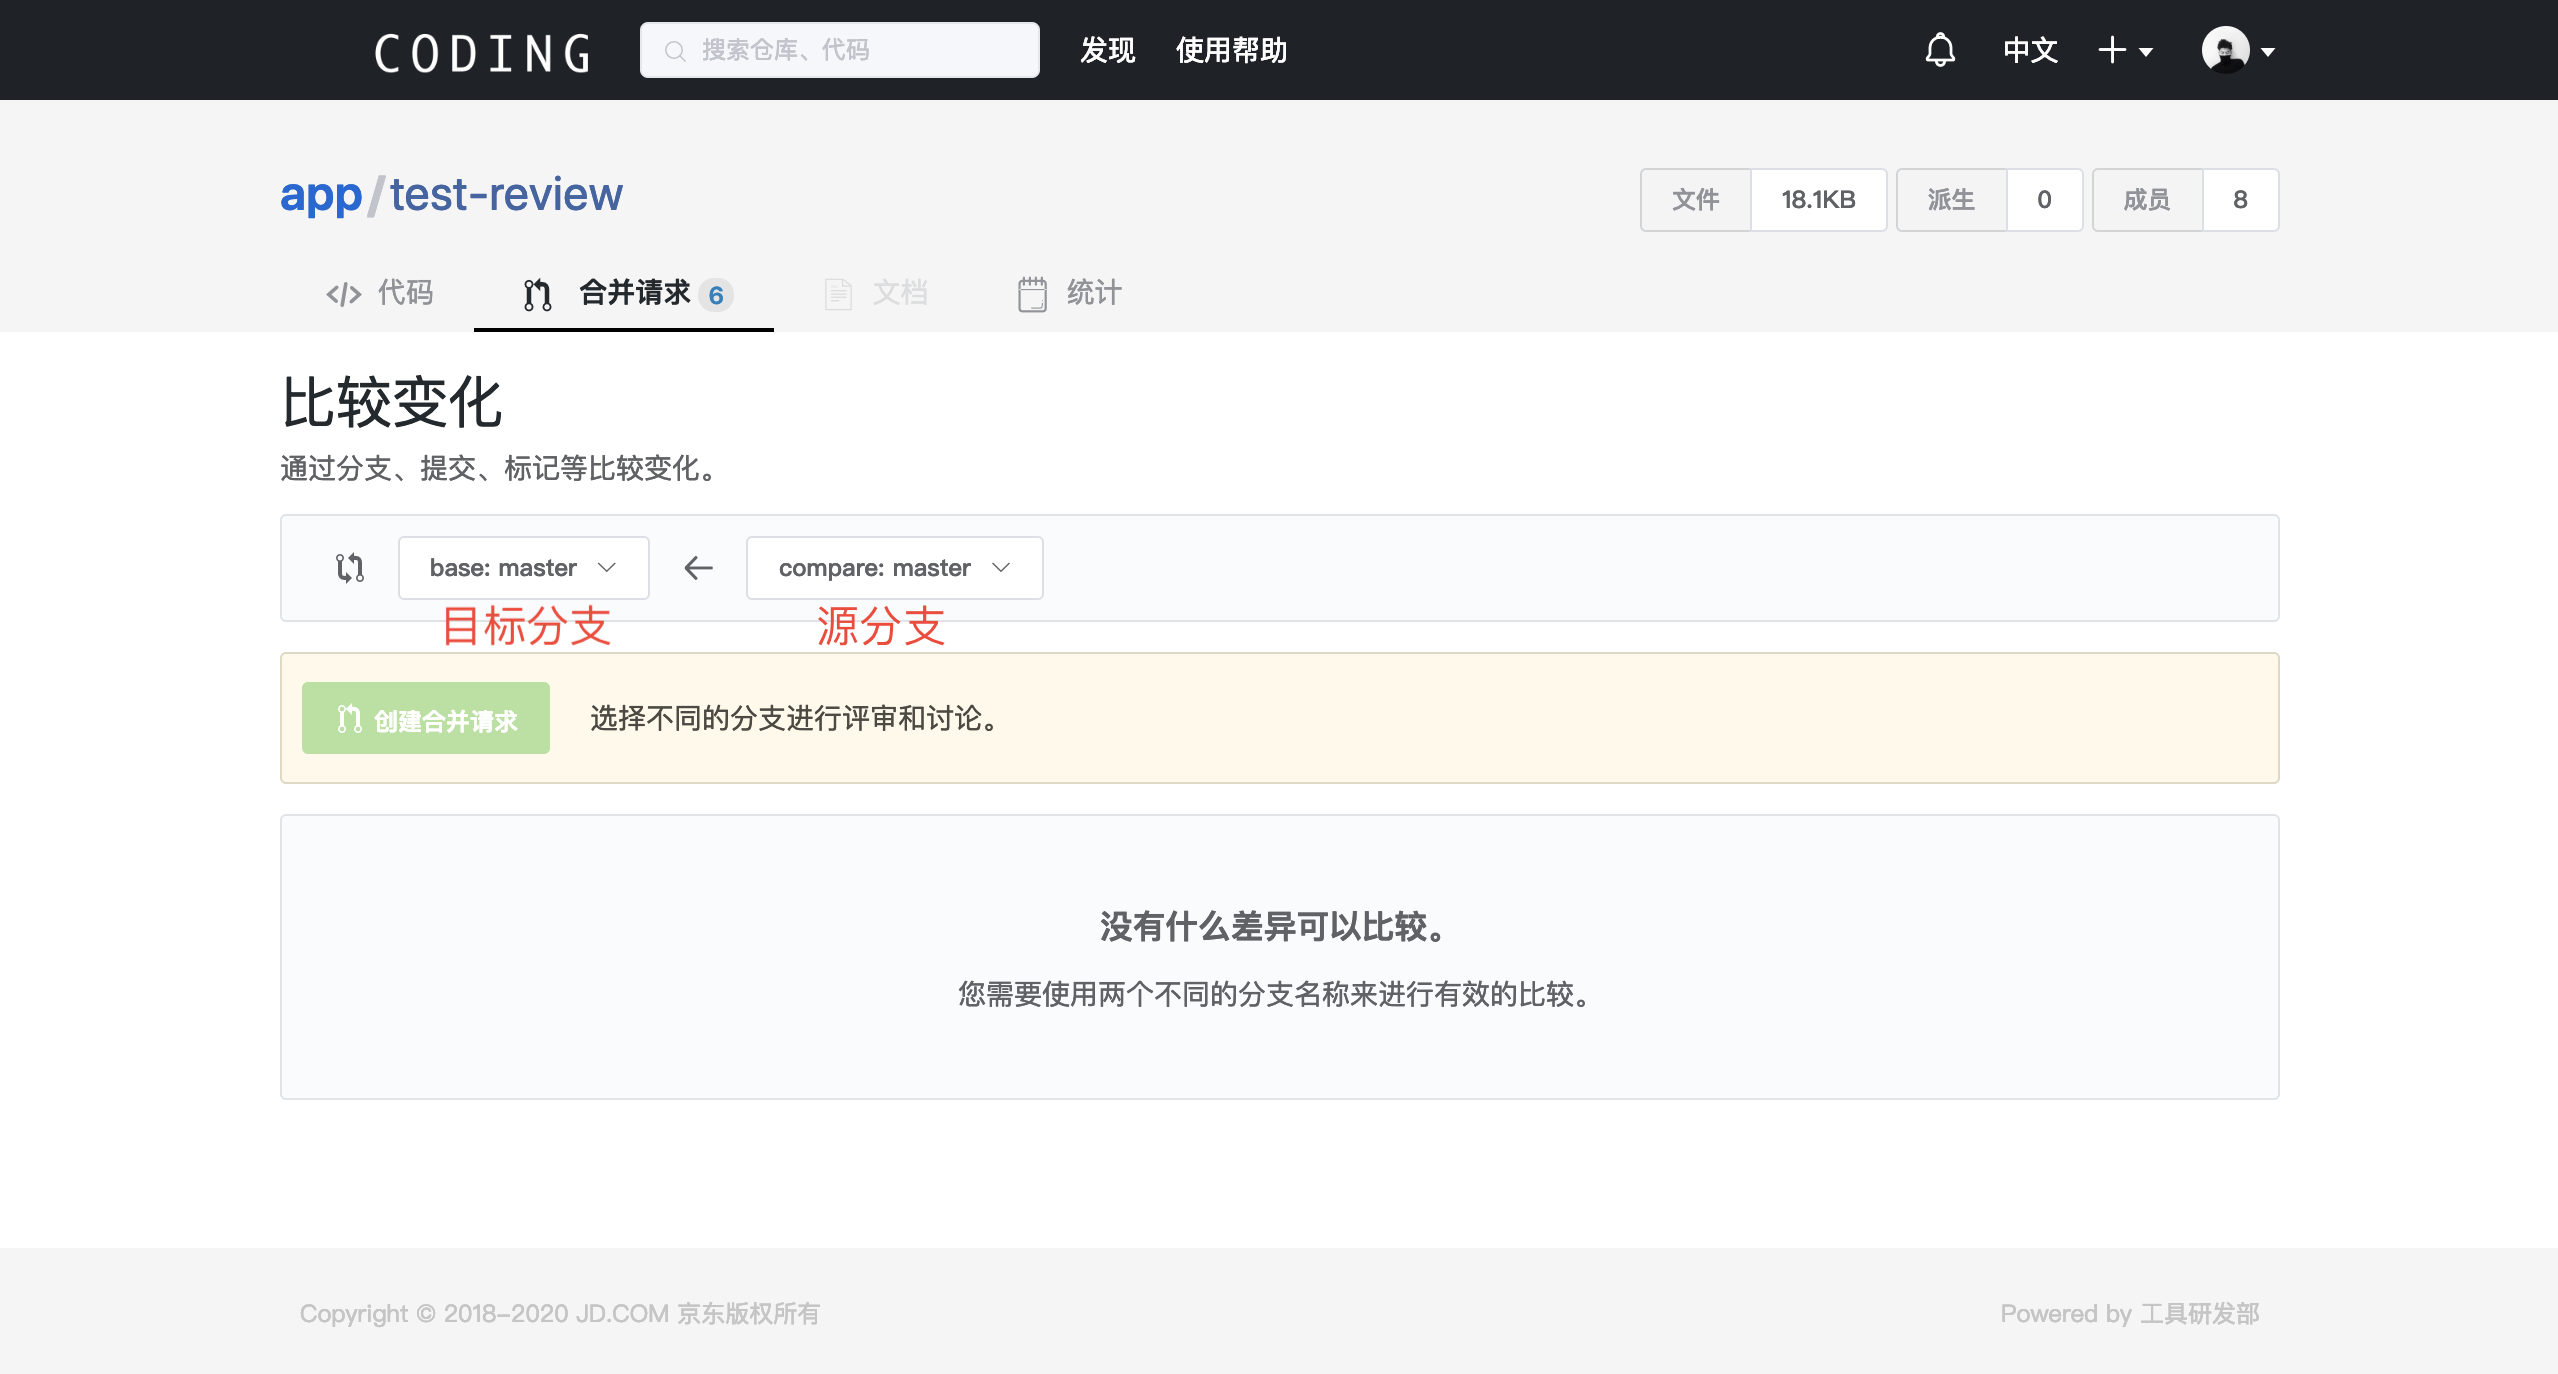 CODING 搜索仓库、代码 发现 使用帮助 中文
app/test-review 文件 18.1KB 派生 0 成员 8
代码 合并请求 6 文档 统计
比较变化
通过分支、提交、标记等比较变化。
base: master compare: master
目标分支 源分支
创建合并请求 选择不同的分支进行评审和讨论。
没有什么差异可以比较。
您需要使用两个不同的分支名称来进行有效的比较。
Copyright © 2018-2020 JD.COM 京东版权所有 Powered by 工具研发部